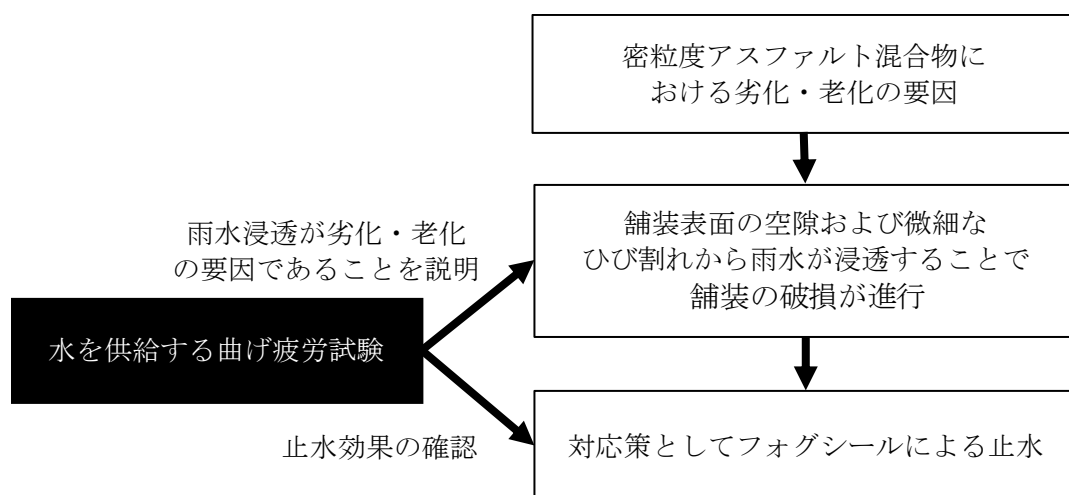 密粒度アスファルト混合物に
おける劣化・老化の要因
雨水浸透が劣化・老化
の要因であることを説明
舗装表面の空隙および微細な
ひび割れから雨水が浸透することで
舗装の破損が進行
水を供給する曲げ疲労試験
止水効果の確認
対応策としてフォグシールによる止水